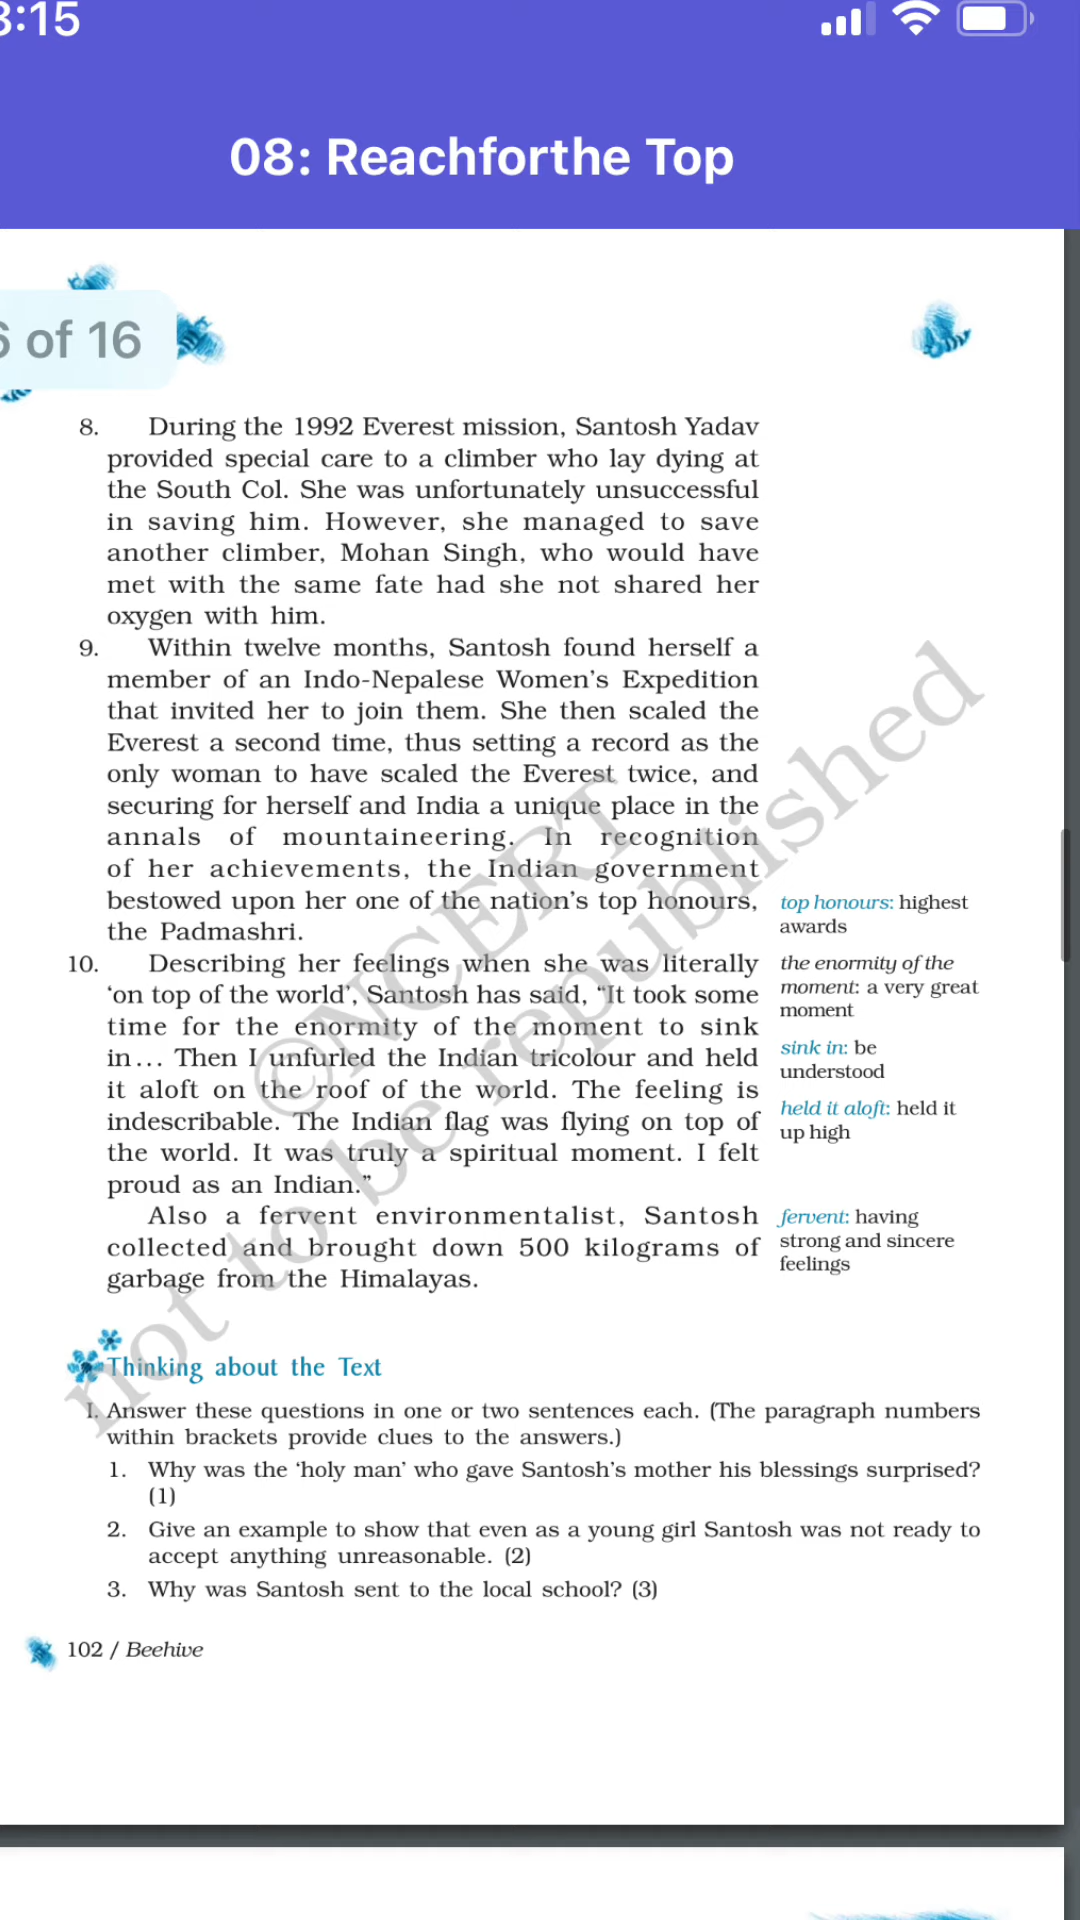 3:15
08: Reachforthe Top
6 of 16
8. During the 1992 Everest mission, Santosh Yadav
provided special care to a climber who lay dying at
the South Col. She was unfortunately unsuccessful
in saving him. However, she managed to save
another climber, Mohan Singh, who would have
met with the same fate had she not shared her
oxygen with him.
9. Within twelve months, Santosh found herself a
member of an Indo-Nepalese Women's Expedition
that invited her to join them. She then scaled the
Everest a second time, thus setting a record as the
only woman to have scaled the Everest twice, and
securing for herself and India a unique place in the
annals of mountaineering. In recognition
of her achievements, the Indian government
bestowed upon her one of the nation's top honours,
the Padmashri.
top honours: highest
awards
10. Describing her feelings when she was literally
'on top of the world', Santosh has said, “It took some
time for the enormity of the moment to sink
in... Then I unfurled the Indian tricolour and held
it aloft on the roof of the world. The feeling is
indescribable. The Indian flag was flying on top of
the world. It was truly a spiritual moment. I felt
proud as an Indian.”
the enormity of the
moment: a very great
moment
sink in: be
understood
held it aloft: held it
up high
Also a fervent environmentalist, Santosh
collected and brought down 500 kilograms of
garbage from the Himalayas.
fervent: having
strong and sincere
feelings
©NCERT
not to be republished
Thinking about the Text
I. Answer these questions in one or two sentences each. (The paragraph numbers
within brackets provide clues to the answers.)
1. Why was the 'holy man' who gave Santosh's mother his blessings surprised?
(1)
2. Give an example to show that even as a young girl Santosh was not ready to
accept anything unreasonable. (2)
3. Why was Santosh sent to the local school? (3)
102 / Beehive